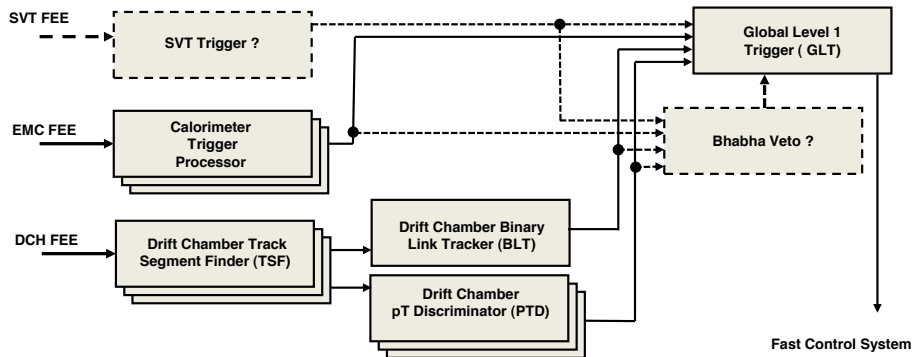 SVT FEE
SVT Trigger ?
Global Level 1
Trigger ( GLT)
EMC FEE
Calorimeter
Trigger
Processor
Bhabha Veto ?
DCH FEE
Drift Chamber Track
Segment Finder (TSF)
Drift Chamber Binary
Link Tracker (BLT)
Drift Chamber
pT Discriminator (PTD)
Fast Control System